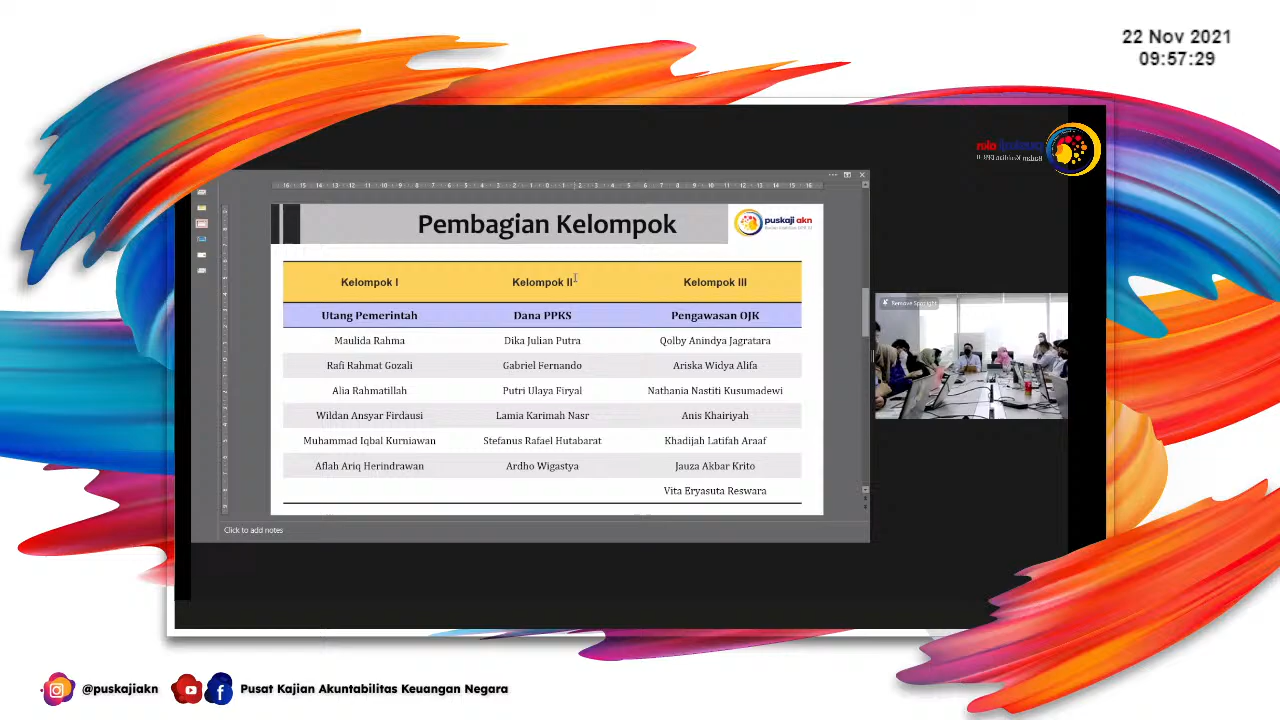 22 Nov 2021
09:57:29
Pembagian Kelompok
puskaji akn
Kelompok I Kelompok II Kelompok III
Utang Pemerintah Dana PPKS Pengawasan OJK
Maulida Rahma Dika Julian Putra Qolby Anindya Jagratara
Rafi Rahmat Gozali Gabriel Fernando Ariska Widya Alifa
Alia Rahmatillah Putri Ulaya Firyal Nathania Nastiti Kusumadewi
Wildan Ansyar Firdausi Lamia Karimah Nasr Anis Khairiyah
Muhammad Iqbal Kurniawan Stefanus Rafael Hutabarat Khadijah Latifah Araaf
Aflah Ariq Herindrawan Ardho Wigastya Jauza Akbar Krito
Vita Eryasuta Reswara
Remove Spotlight
Click to add notes
@puskajiakn Pusat Kajian Akuntabilitas Keuangan Negara